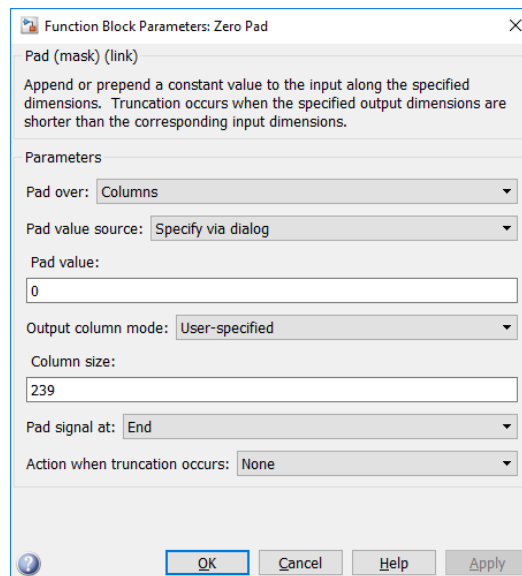 Function Block Parameters: Zero Pad
Pad (mask) (link)
Append or prepend a constant value to the input along the specified
dimensions.  Truncation occurs when the specified output dimensions are
shorter than the corresponding input dimensions.
Parameters
Pad over: Columns
Pad value source: Specify via dialog
Pad value:
0
Output column mode: User-specified
Column size:
239
Pad signal at: End
Action when truncation occurs: None
? OK Cancel Help Apply